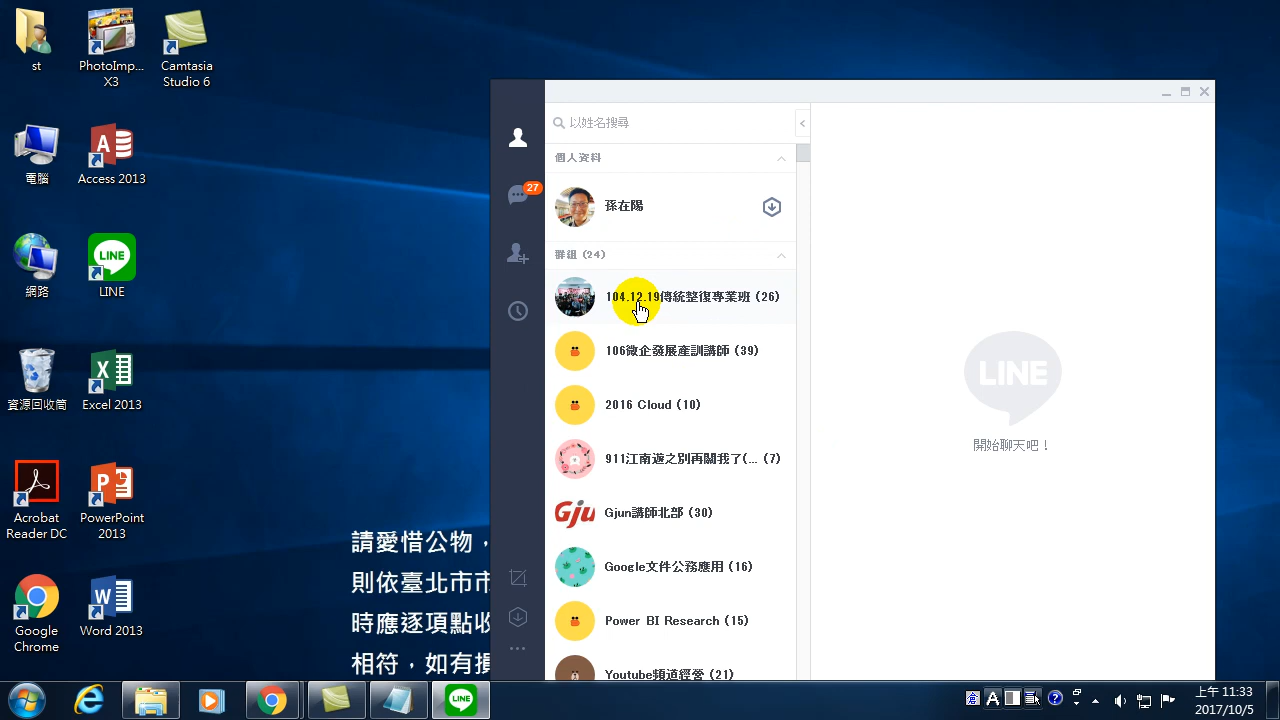 st
PhotoImp...
X3
Camtasia
Studio 6
電腦
Access 2013
網路
LINE
LINE
資源回收筒
Excel 2013
Acrobat
Reader DC
PowerPoint
2013
Google
Chrome
Word 2013
請愛惜公物，
則依臺北市市
時應逐項點收
相符，如有損
27
以姓名搜尋
個人資料
孫在陽
群組 (24)
104.12.19傳統整復專業班 (26)
106微企發展產訓講師 (39)
2016 Cloud (10)
911江南遊之別再關我了(... (7)
Gju
Gjun講師北部 (30)
Google文件公務應用 (16)
Power BI Research (15)
Youtube頻道經營 (21)
LINE
開始聊天吧！
LINE
上午 11:33
2017/10/5